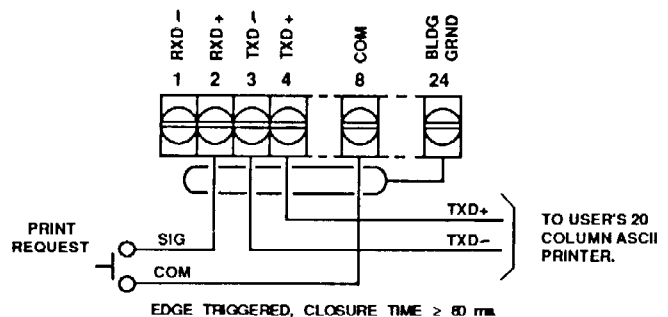 RXD –
RXD +
TXD –
TXD +
COM
BLDG GRND
1 2 3 4 8 24
TXD+
TO USER'S 20
COLUMN ASCII
PRINTER.
TXD–
PRINT
REQUEST
SIG
COM
EDGE TRIGGERED, CLOSURE TIME ≥ 80 ms.